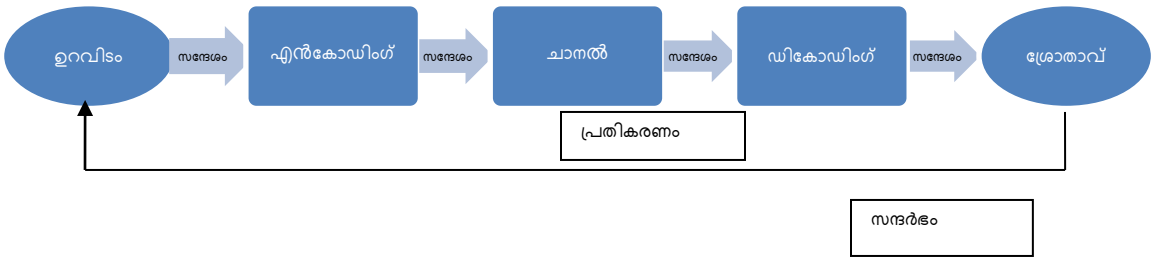 ഉറവിടം
സന്ദേശം
എൻകോഡിംഗ്
സന്ദേശം
ചാനൽ
സന്ദേശം
ഡികോഡിംഗ്
സന്ദേശം
ശ്രോതാവ്
പ്രതികരണം
സന്ദർഭം